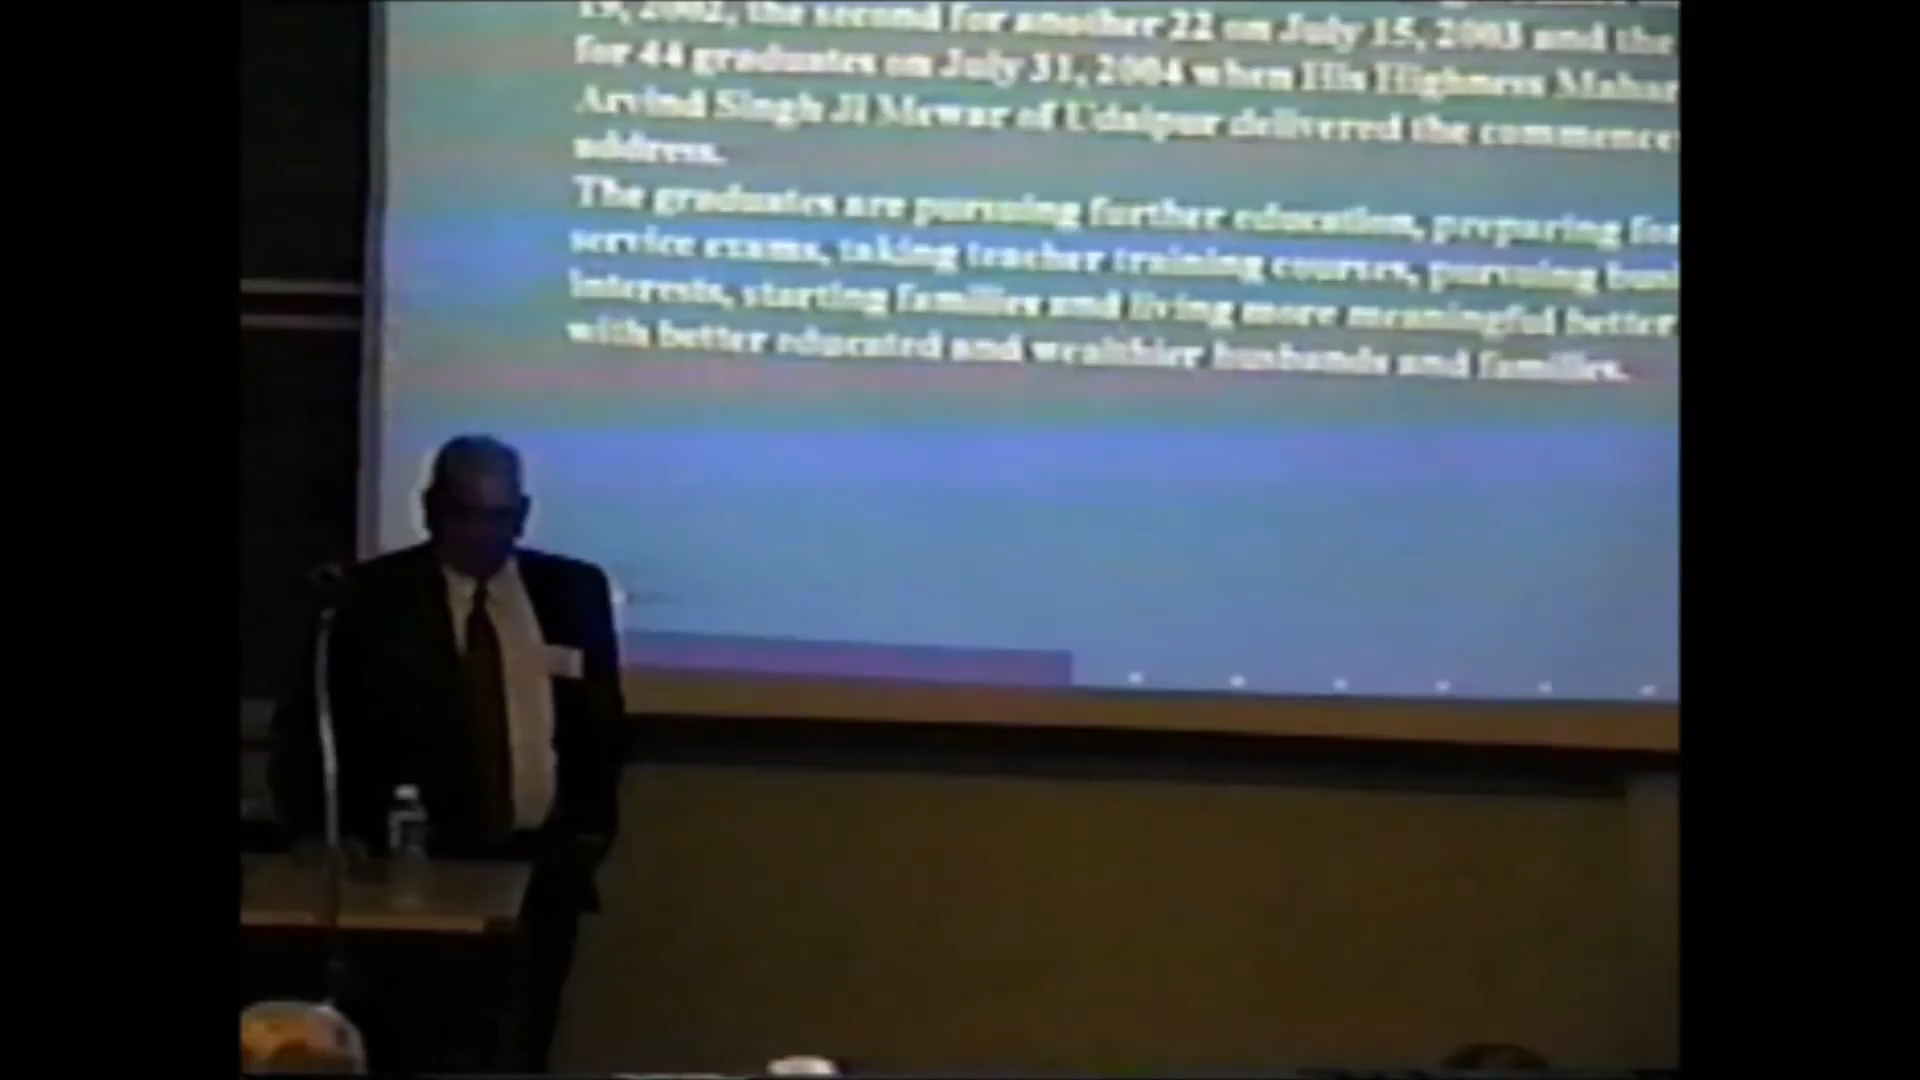 19, 2002, the second for another 22 on July 15, 2003 and the
for 44 graduates on July 31, 2004 when His Highness Mahar
Arvind Singh Ji Mewar of Udaipur delivered the commence
address.
The graduates are pursuing further education, preparing for
service exams, taking teacher training courses, pursuing busi
interests, starting families and living more meaningful better
with better educated and wealthier husbands and families.